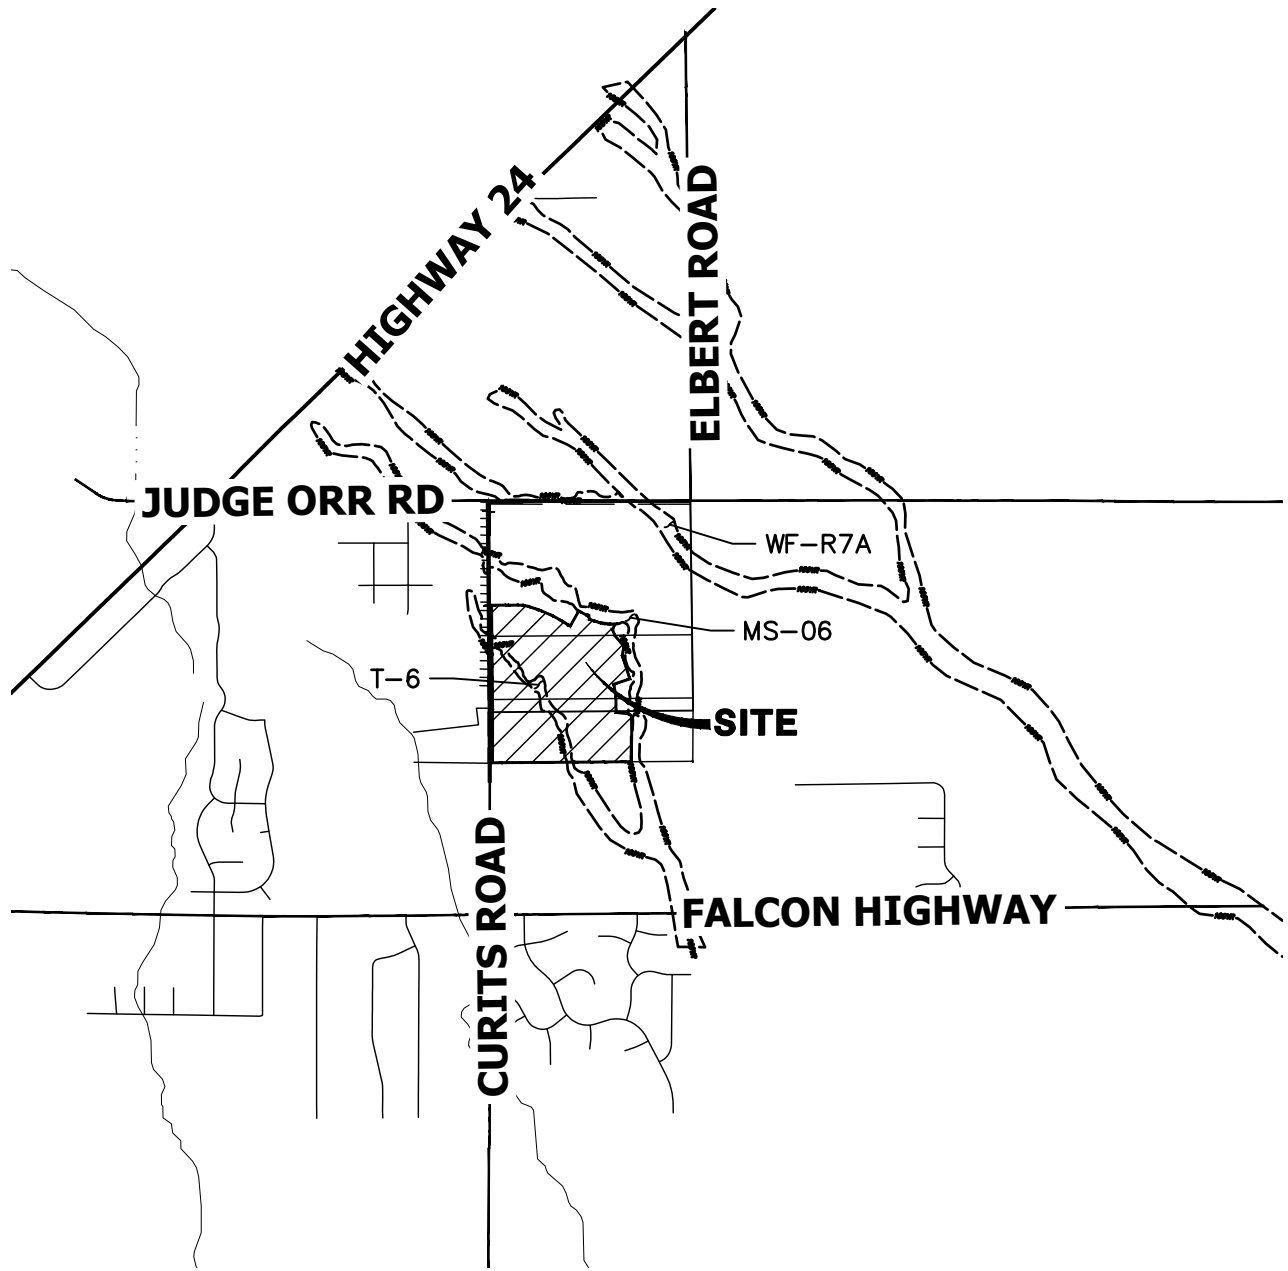 HIGHWAY 24
ELBERT ROAD
JUDGE ORR RD
WF-R7A
MS-06
T-6
SITE
CURITS ROAD
FALCON HIGHWAY